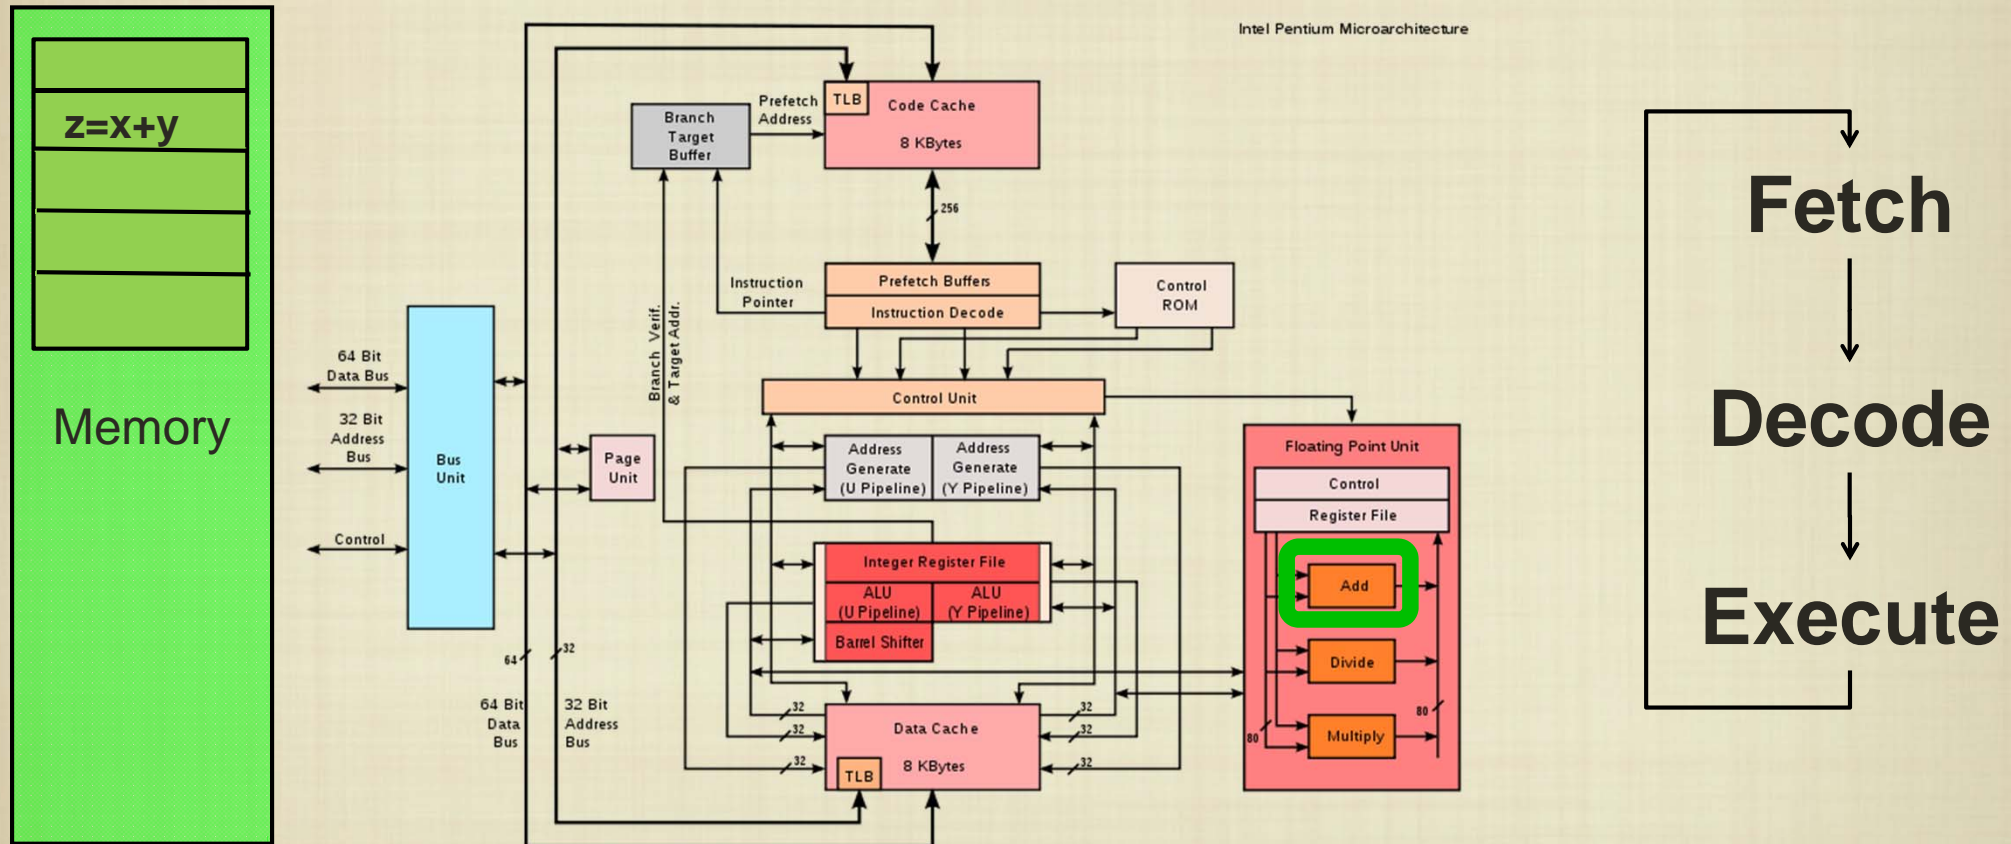 Intel Pentium Microarchitecture
z=x+y
Memory
TLB
Code Cache
8 KBytes
Branch
Target
Buffer
Prefetch
Address
256
Prefetch Buffers
Instruction Decode
Instruction
Pointer
Control
ROM
Branch Verif.
& Target Addr.
64 Bit
Data Bus
32 Bit
Address
Bus
Control
Bus
Unit
Page
Unit
Control Unit
Address
Generate
(U Pipeline)
Address
Generate
(Y Pipeline)
Integer Register File
ALU
(U Pipeline)
ALU
(Y Pipeline)
Barrel Shifter
64
32
64 Bit
Data
Bus
32 Bit
Address
Bus
32
32
32
32
32
32
Data Cache
8 KBytes
TLB
Floating Point Unit
Control
Register File
Add
Divide
Multiply
80
80
Fetch
Decode
Execute